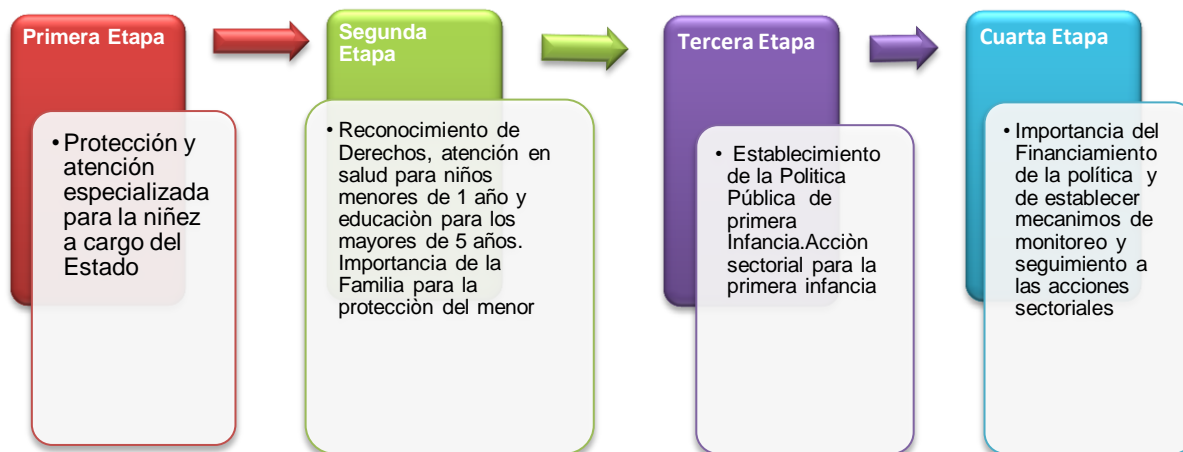 Primera Etapa
• Protección y
atención
especializada
para la niñez
a cargo del
Estado
Segunda
Etapa
• Reconocimiento de
Derechos, atención en
salud para niños
menores de 1 año y
educaciòn para los
mayores de 5 años.
Importancia de la
Familia para la
protecciòn del menor
Tercera Etapa
• Establecimiento
de la Politica
Pública de
primera
Infancia.Acciòn
sectorial para la
primera infancia
Cuarta Etapa
• Importancia del
Financiamiento
de la política y
de establecer
mecanimos de
monitoreo y
seguimiento a
las acciones
sectoriales